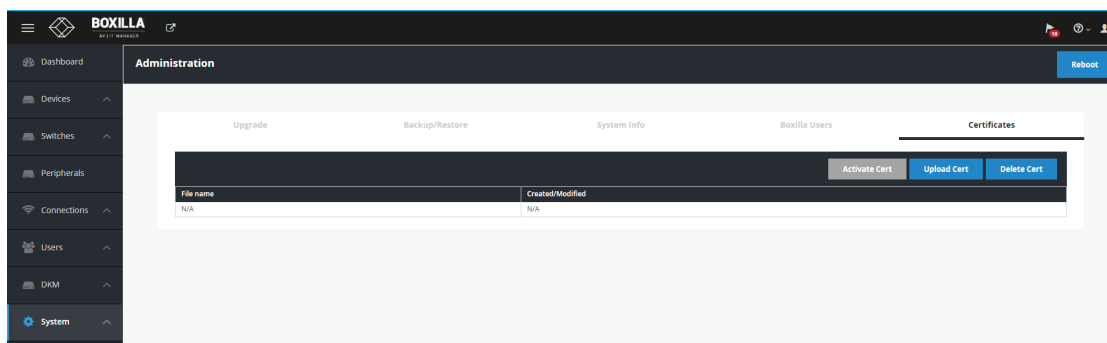 BOXILLA
AV | IT MANAGER
18
Dashboard
Administration
Reboot
Devices
Switches
Peripherals
Connections
Users
DKM
System
Upgrade
Backup/Restore
System Info
Boxilla Users
Certificates
Activate Cert
Upload Cert
Delete Cert
File name
Created/Modified
N/A
N/A